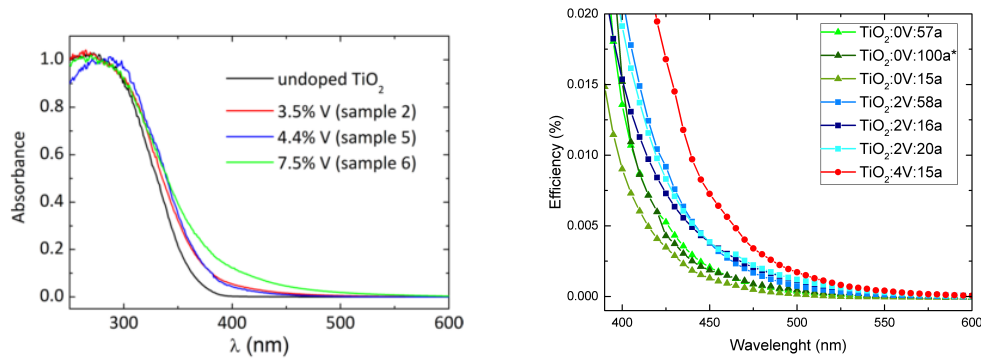 Absorbance
1.0
0.8
0.6
0.4
0.2
0.0
300
400
500
600
λ (nm)
undoped TiO2
3.5% V (sample 2)
4.4% V (sample 5)
7.5% V (sample 6)
Efficiency (%)
0.020
0.015
0.010
0.005
0.000
400
450
500
550
600
Wavelenght (nm)
TiO2:0V:57a
TiO2:0V:100a*
TiO2:0V:15a
TiO2:2V:58a
TiO2:2V:16a
TiO2:2V:20a
TiO2:4V:15a